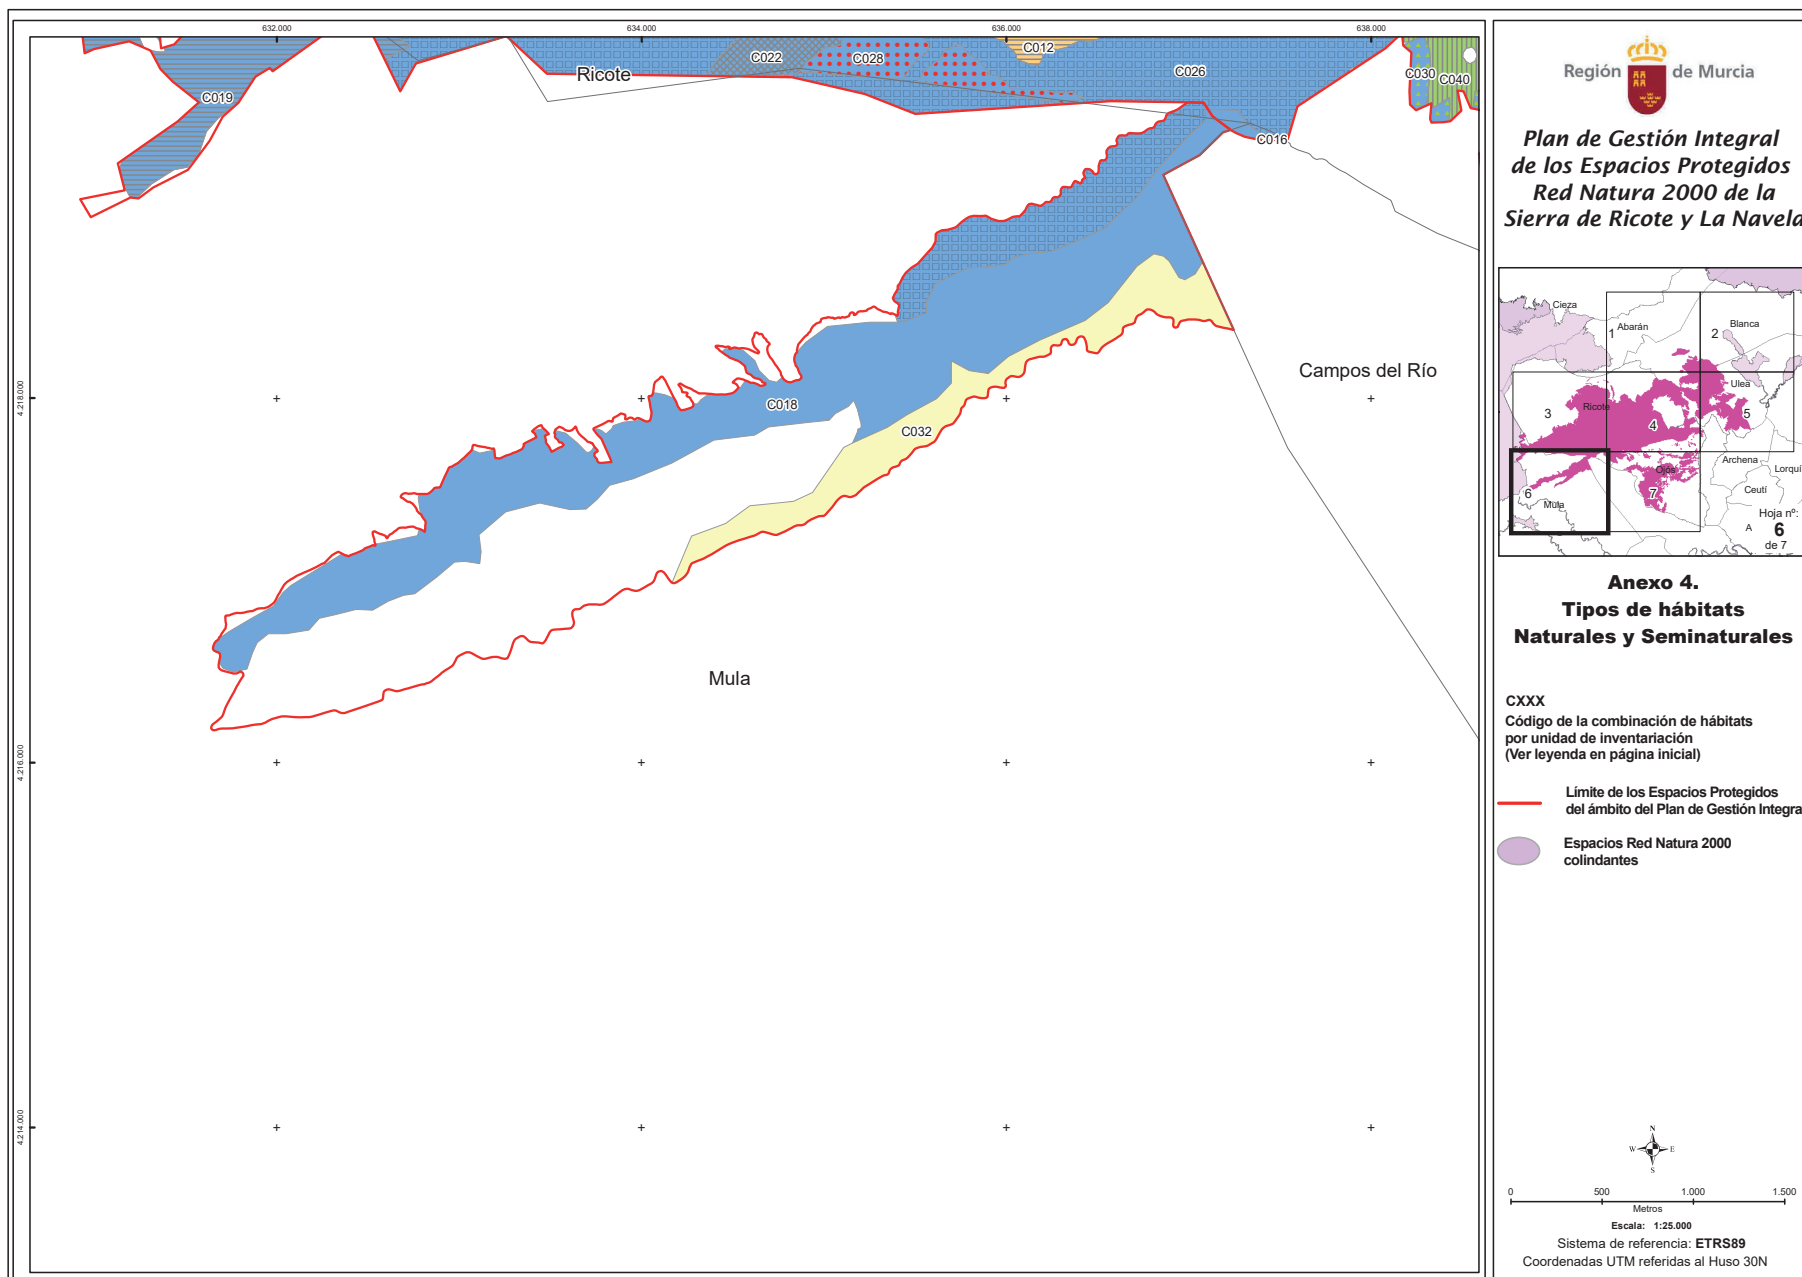 632.000
634.000
636.000
638.000
4.218.000
4.216.000
4.214.000
Ricote
C022
C028
C012
C026
C030
C040
C019
C016
C018
C032
Campos del Río
Mula
Región de Murcia
Plan de Gestión Integral
de los Espacios Protegidos
Red Natura 2000 de la
Sierra de Ricote y La Navela
Cieza
1
Abarán
2
Blanca
3
Ricote
4
Ulea
5
Archena
Lorquí
Ojós
6
7
Ceutí
Mula
A
Hoja nº:
6
de 7
Anexo 4.
Tipos de hábitats
Naturales y Seminaturales
CXXX
Código de la combinación de hábitats
por unidad de inventariación
(Ver leyenda en página inicial)
Límite de los Espacios Protegidos
del ámbito del Plan de Gestión Integra
Espacios Red Natura 2000
colindantes
N
W
E
S
0
500
1.000
1.500
Metros
Escala: 1:25.000
Sistema de referencia: ETRS89
Coordenadas UTM referidas al Huso 30N